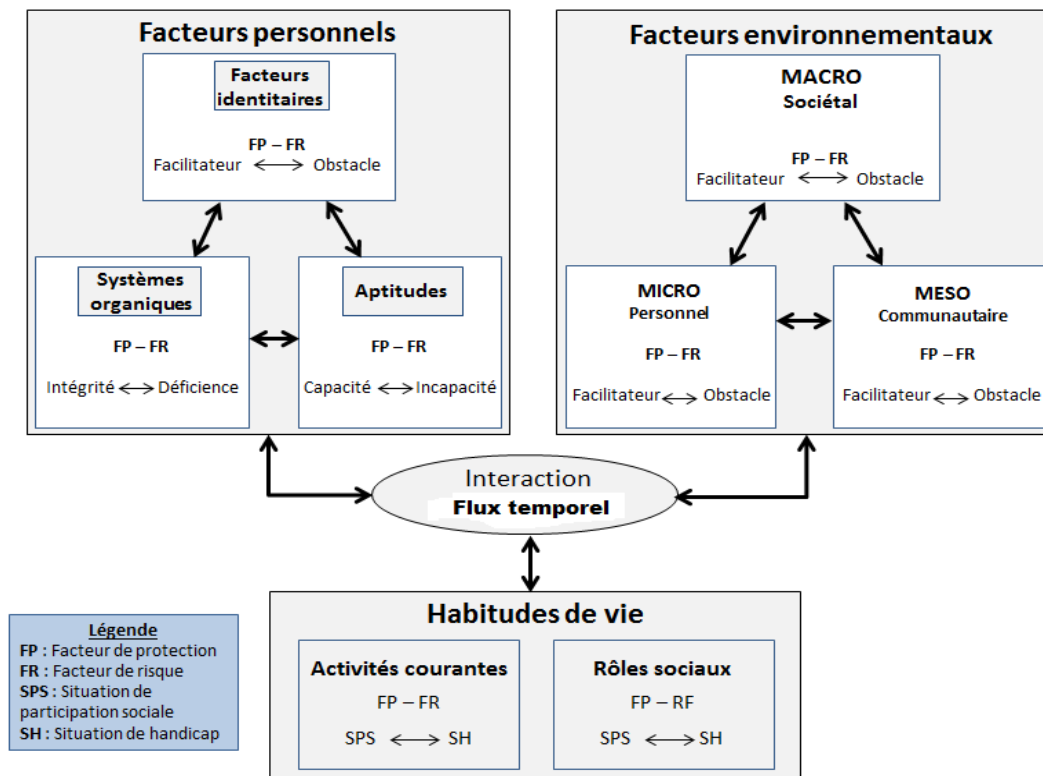 Facteurs personnels
Facteurs
identitaires
FP – FR
Facilitateur Obstacle
Systèmes
organiques
FP – FR
Intégrité Déficience
Aptitudes
FP – FR
Capacité Incapacité
Facteurs environnementaux
MACRO
Sociétal
FP – FR
Facilitateur Obstacle
MICRO
Personnel
FP – FR
Facilitateur Obstacle
MESO
Communautaire
FP – FR
Facilitateur Obstacle
Interaction
Flux temporel
Habitudes de vie
Activités courantes
FP – FR
SPS SH
Rôles sociaux
FP – RF
SPS SH
Légende
FP : Facteur de protection
FR : Facteur de risque
SPS : Situation de
participation sociale
SH : Situation de handicap